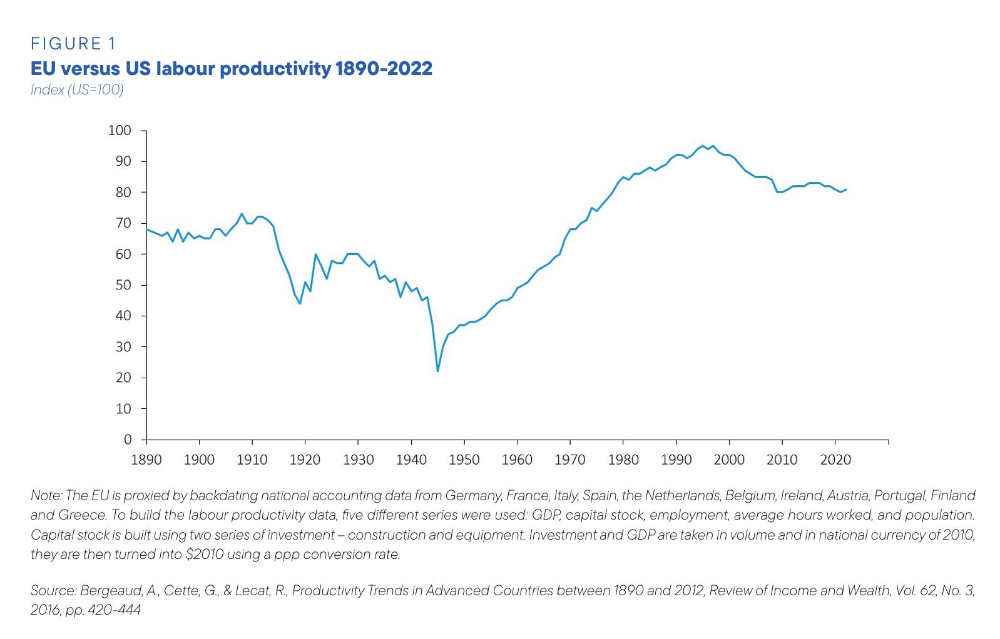 FIGURE 1
EU versus US labour productivity 1890-2022
Index (US=100)
100
90
80
70
60
50
40
30
20
10
0
1890 1900 1910 1920 1930 1940 1950 1960 1970 1980 1990 2000 2010 2020
Note: The EU is proxied by backdating national accounting data from Germany, France, Italy, Spain, the Netherlands, Belgium, Ireland, Austria, Portugal, Finland
and Greece. To build the labour productivity data, five different series were used: GDP, capital stock, employment, average hours worked, and population.
Capital stock is built using two series of investment – construction and equipment. Investment and GDP are taken in volume and in national currency of 2010,
they are then turned into $2010 using a ppp conversion rate.
Source: Bergeaud, A., Cette, G., & Lecat, R., Productivity Trends in Advanced Countries between 1890 and 2012, Review of Income and Wealth, Vol. 62, No. 3,
2016, pp. 420-444